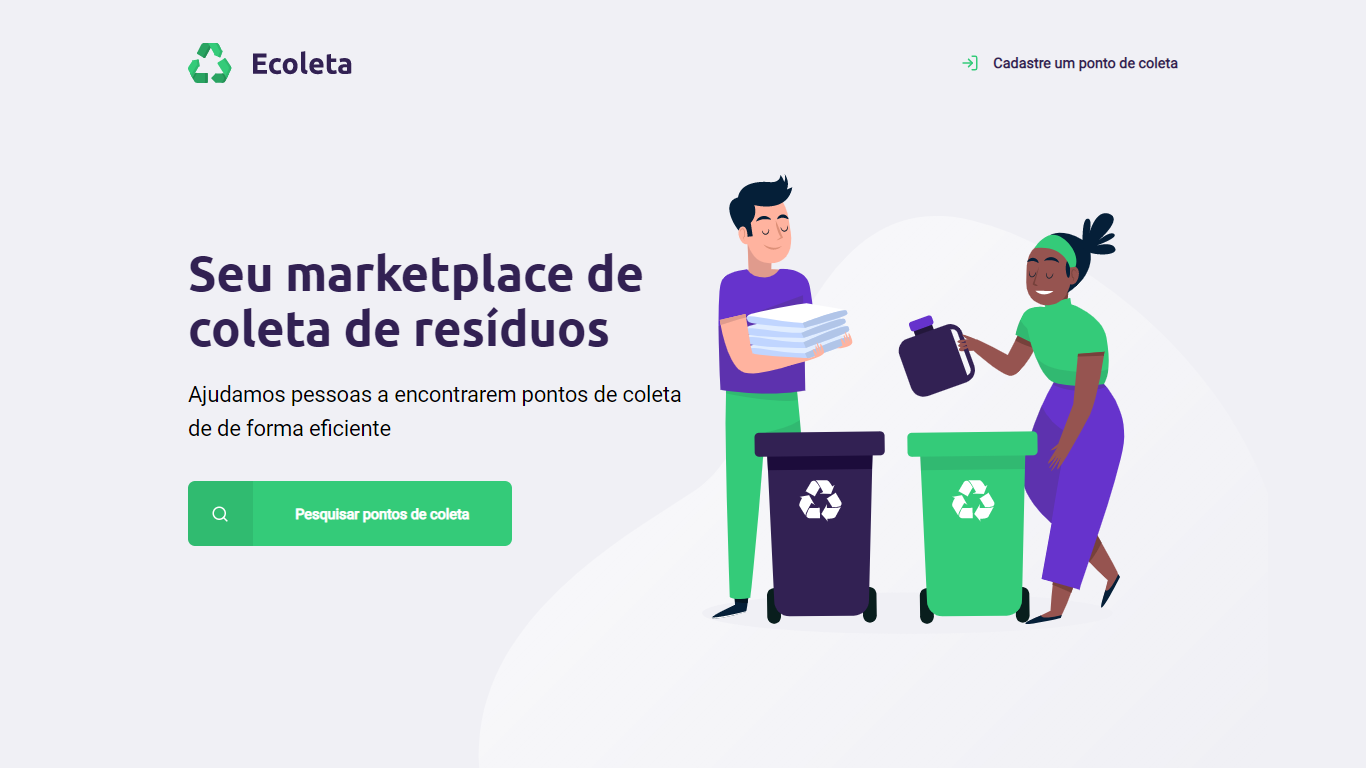 Ecoleta
Cadastre um ponto de coleta
Seu marketplace de
coleta de resíduos
Ajudamos pessoas a encontrarem pontos de coleta
de de forma eficiente
Pesquisar pontos de coleta